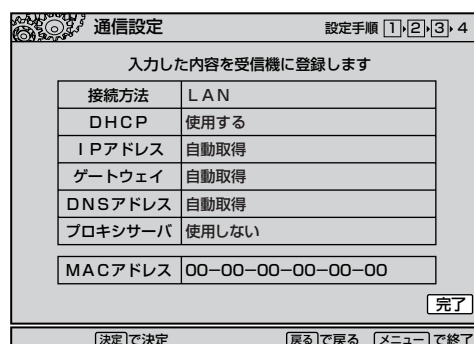 通信設定 設定手順 1 2 3 4
入力した内容を受信機に登録します
接続方法 LAN
DHCP 使用する
IPアドレス 自動取得
ゲートウェイ 自動取得
DNSアドレス 自動取得
プロキシサーバ 使用しない
MACアドレス 00-00-00-00-00-00
完了
決定で決定 戻るで戻る メニューで終了